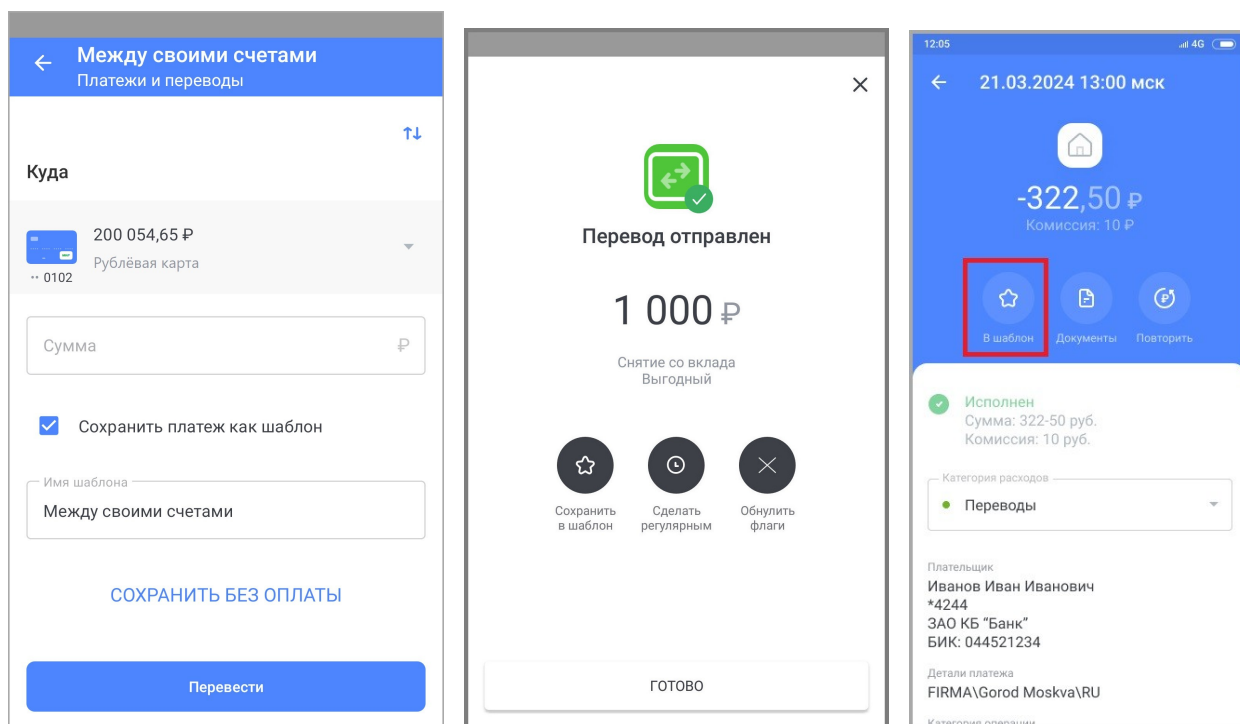 Между своими счетами
Платежи и переводы
Куда
200 054,65 ₽
Рублёвая карта
·· 0102
Сумма ₽
Сохранить платеж как шаблон
Имя шаблона
Между своими счетами
СОХРАНИТЬ БЕЗ ОПЛАТЫ
Перевести
Перевод отправлен
1 000 ₽
Снятие со вклада
Выгодный
Сохранить
в шаблон
Сделать
регулярным
Обнулить
флаги
ГОТОВО
12:05 4G
21.03.2024 13:00 мск
-322,50 ₽
Комиссия: 10 ₽
В шаблон Документы Повторить
Исполнен
Сумма: 322-50 руб.
Комиссия: 10 руб.
Категория расходов
Переводы
Плательщик
Иванов Иван Иванович
*4244
ЗАО КБ “Банк”
БИК: 044521234
Детали платежа
FIRMA\Gorod Moskva\RU
Категория операции